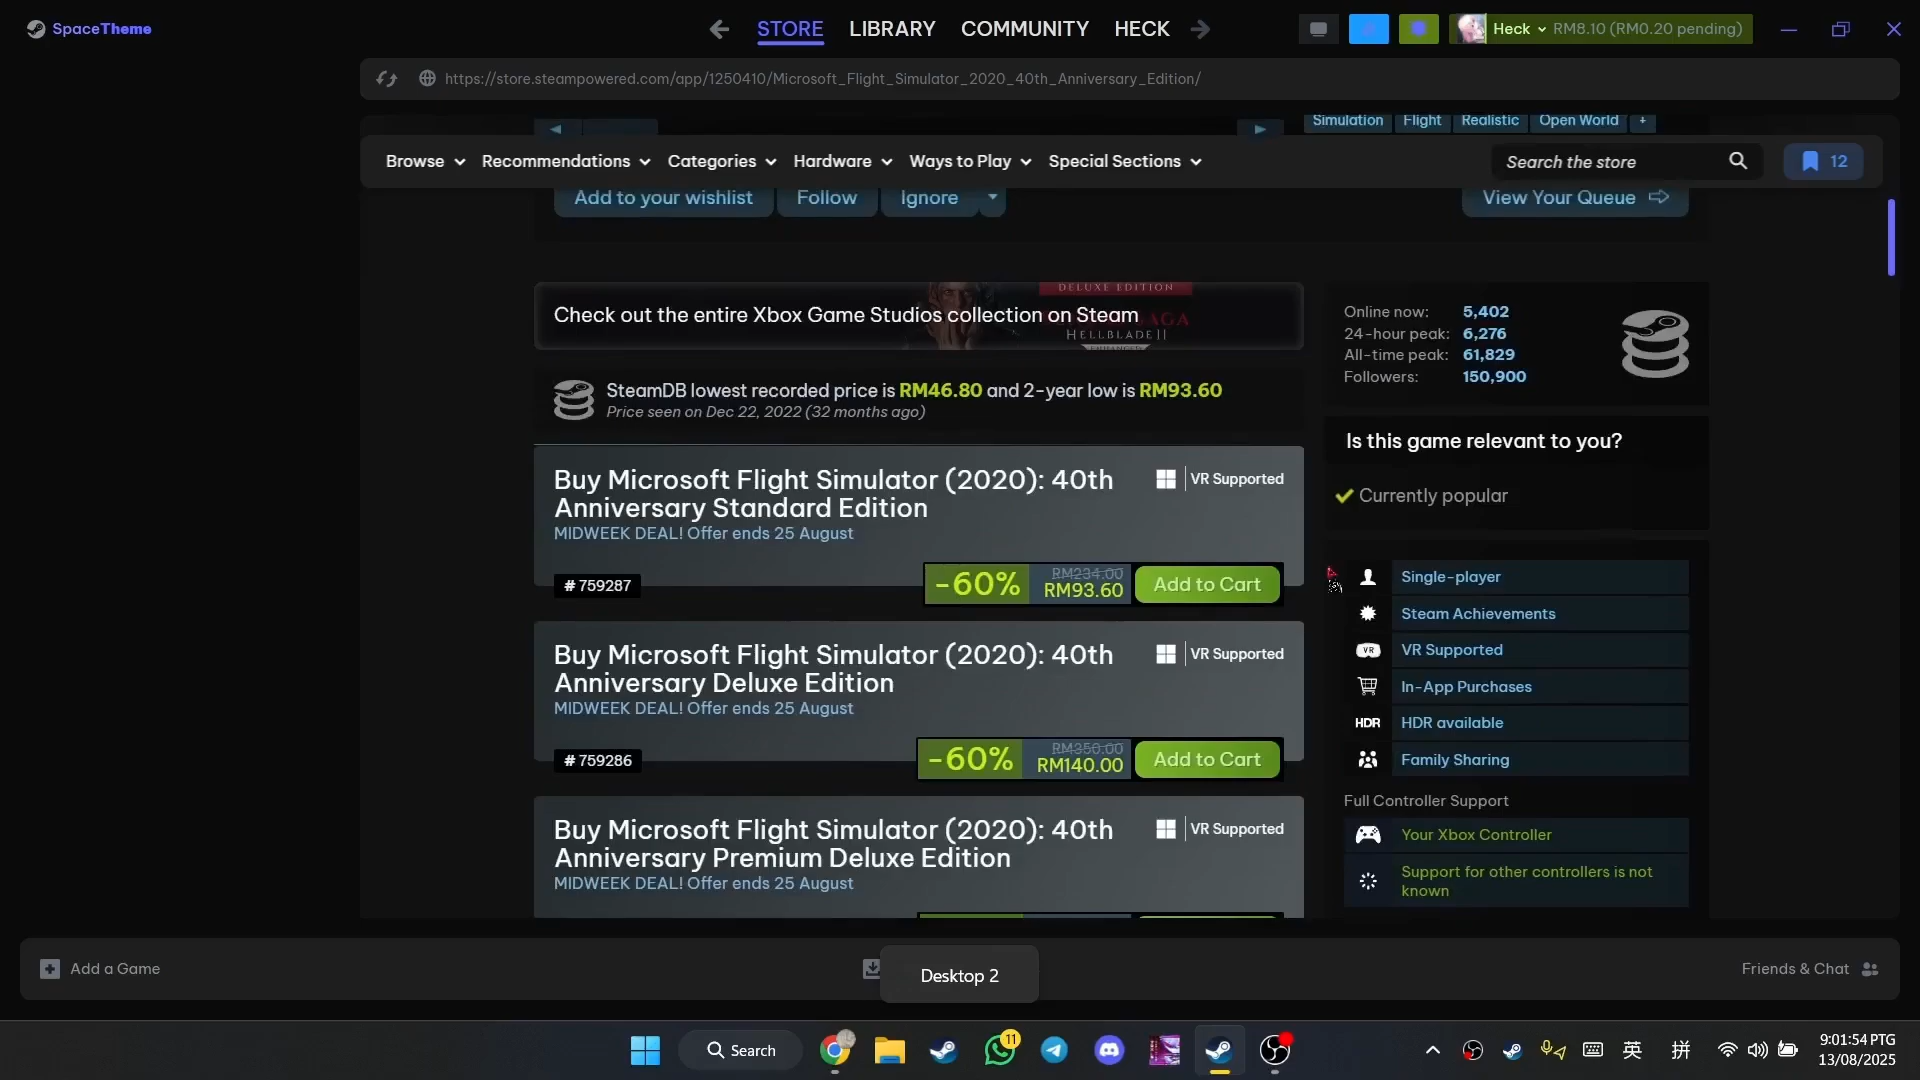 SpaceTheme
STORE LIBRARY COMMUNITY HECK
Heck RM8.10 (RM0.20 pending)
https://store.steampowered.com/app/1250410/Microsoft_Flight_Simulator_2020_40th_Anniversary_Edition/
Simulation Flight Realistic Open World +
Browse Recommendations Categories Hardware Ways to Play Special Sections
Search the store
12
Add to your wishlist Follow Ignore
View Your Queue
DELUXE EDITION
Check out the entire Xbox Game Studios collection on Steam
HELLBLADE II
SteamDB lowest recorded price is RM46.80 and 2-year low is RM93.60
Price seen on Dec 22, 2022 (32 months ago)
Buy Microsoft Flight Simulator (2020): 40th
Anniversary Standard Edition
VR Supported
MIDWEEK DEAL! Offer ends 25 August
# 759287
-60% RM234.00 RM93.60 Add to Cart
Buy Microsoft Flight Simulator (2020): 40th
Anniversary Deluxe Edition
VR Supported
MIDWEEK DEAL! Offer ends 25 August
# 759286
-60% RM350.00 RM140.00 Add to Cart
Buy Microsoft Flight Simulator (2020): 40th
Anniversary Premium Deluxe Edition
VR Supported
MIDWEEK DEAL! Offer ends 25 August
Online now: 5,402
24-hour peak: 6,276
All-time peak: 61,829
Followers: 150,900
Is this game relevant to you?
Currently popular
Single-player
Steam Achievements
VR VR Supported
In-App Purchases
HDR HDR available
Family Sharing
Full Controller Support
Your Xbox Controller
Support for other controllers is not
known
Add a Game
Desktop 2
Friends & Chat
Search
11
英
拼
9:01:54 PTG
13/08/2025